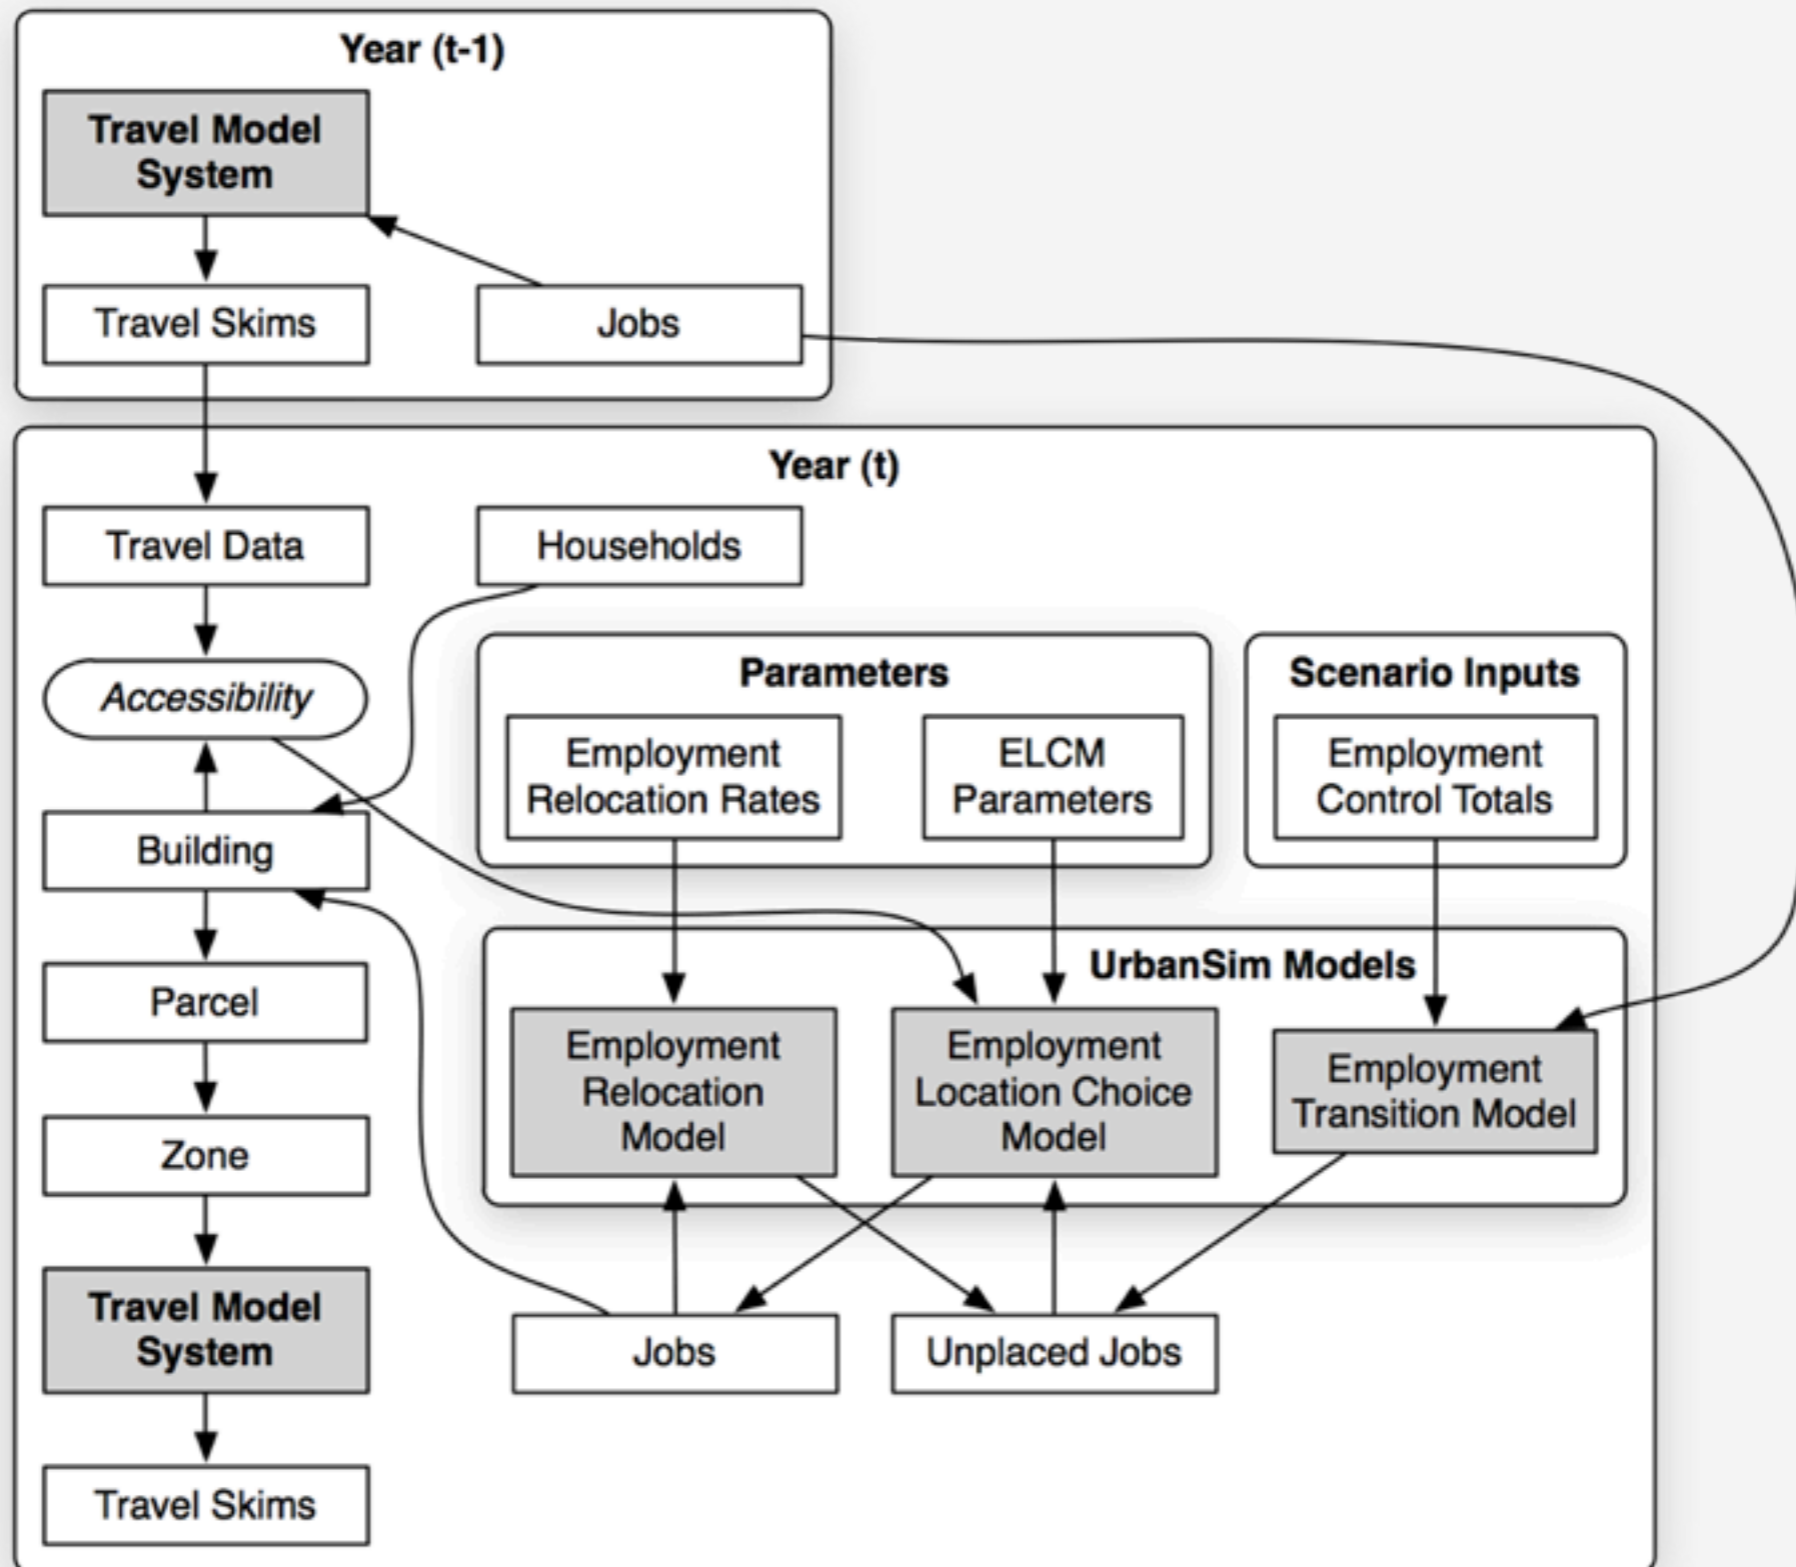 Year (t-1)
Travel Model
System
Travel Skims
Jobs
Year (t)
Travel Data
Households
Accessibility
Building
Parcel
Zone
Travel Model
System
Travel Skims
Parameters
Employment
Relocation Rates
ELCM
Parameters
Scenario Inputs
Employment
Control Totals
UrbanSim Models
Employment
Relocation
Model
Employment
Location Choice
Model
Employment
Transition Model
Jobs
Unplaced Jobs